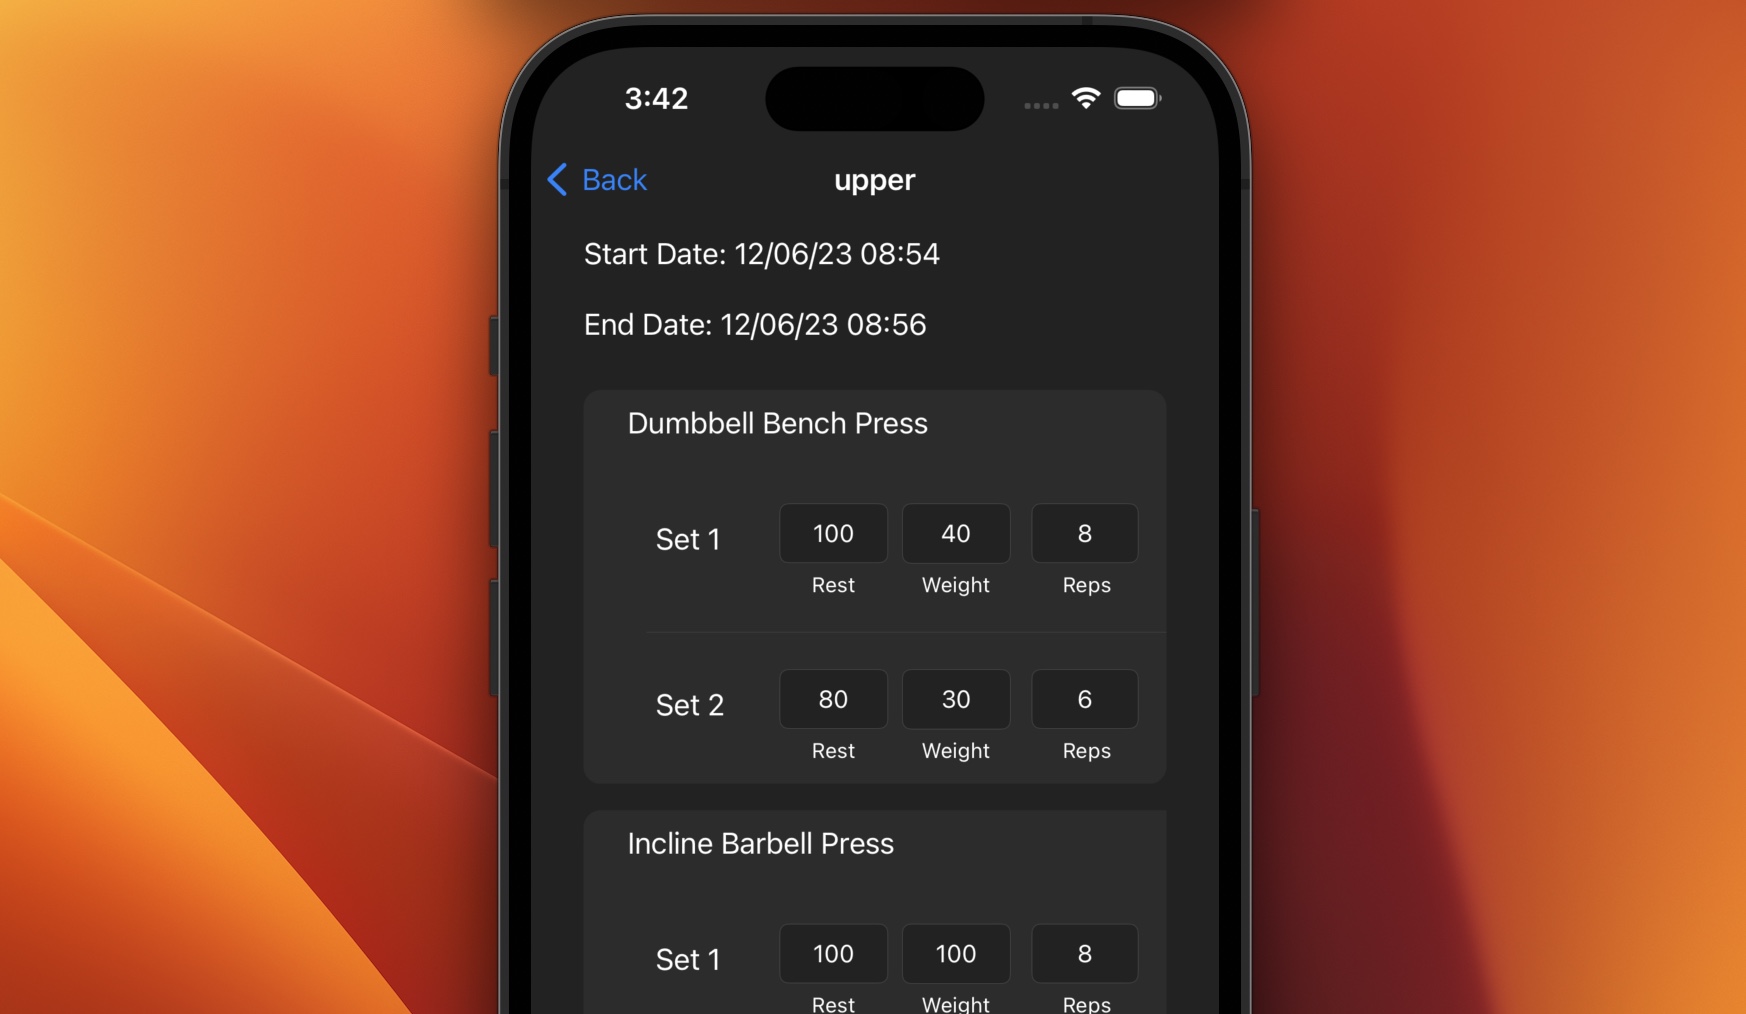 3:42
Back
upper
Start Date: 12/06/23 08:54
End Date: 12/06/23 08:56
Dumbbell Bench Press
Set 1 100 40 8
Rest Weight Reps
Set 2 80 30 6
Rest Weight Reps
Incline Barbell Press
Set 1 100 100 8
Rest Weight Reps